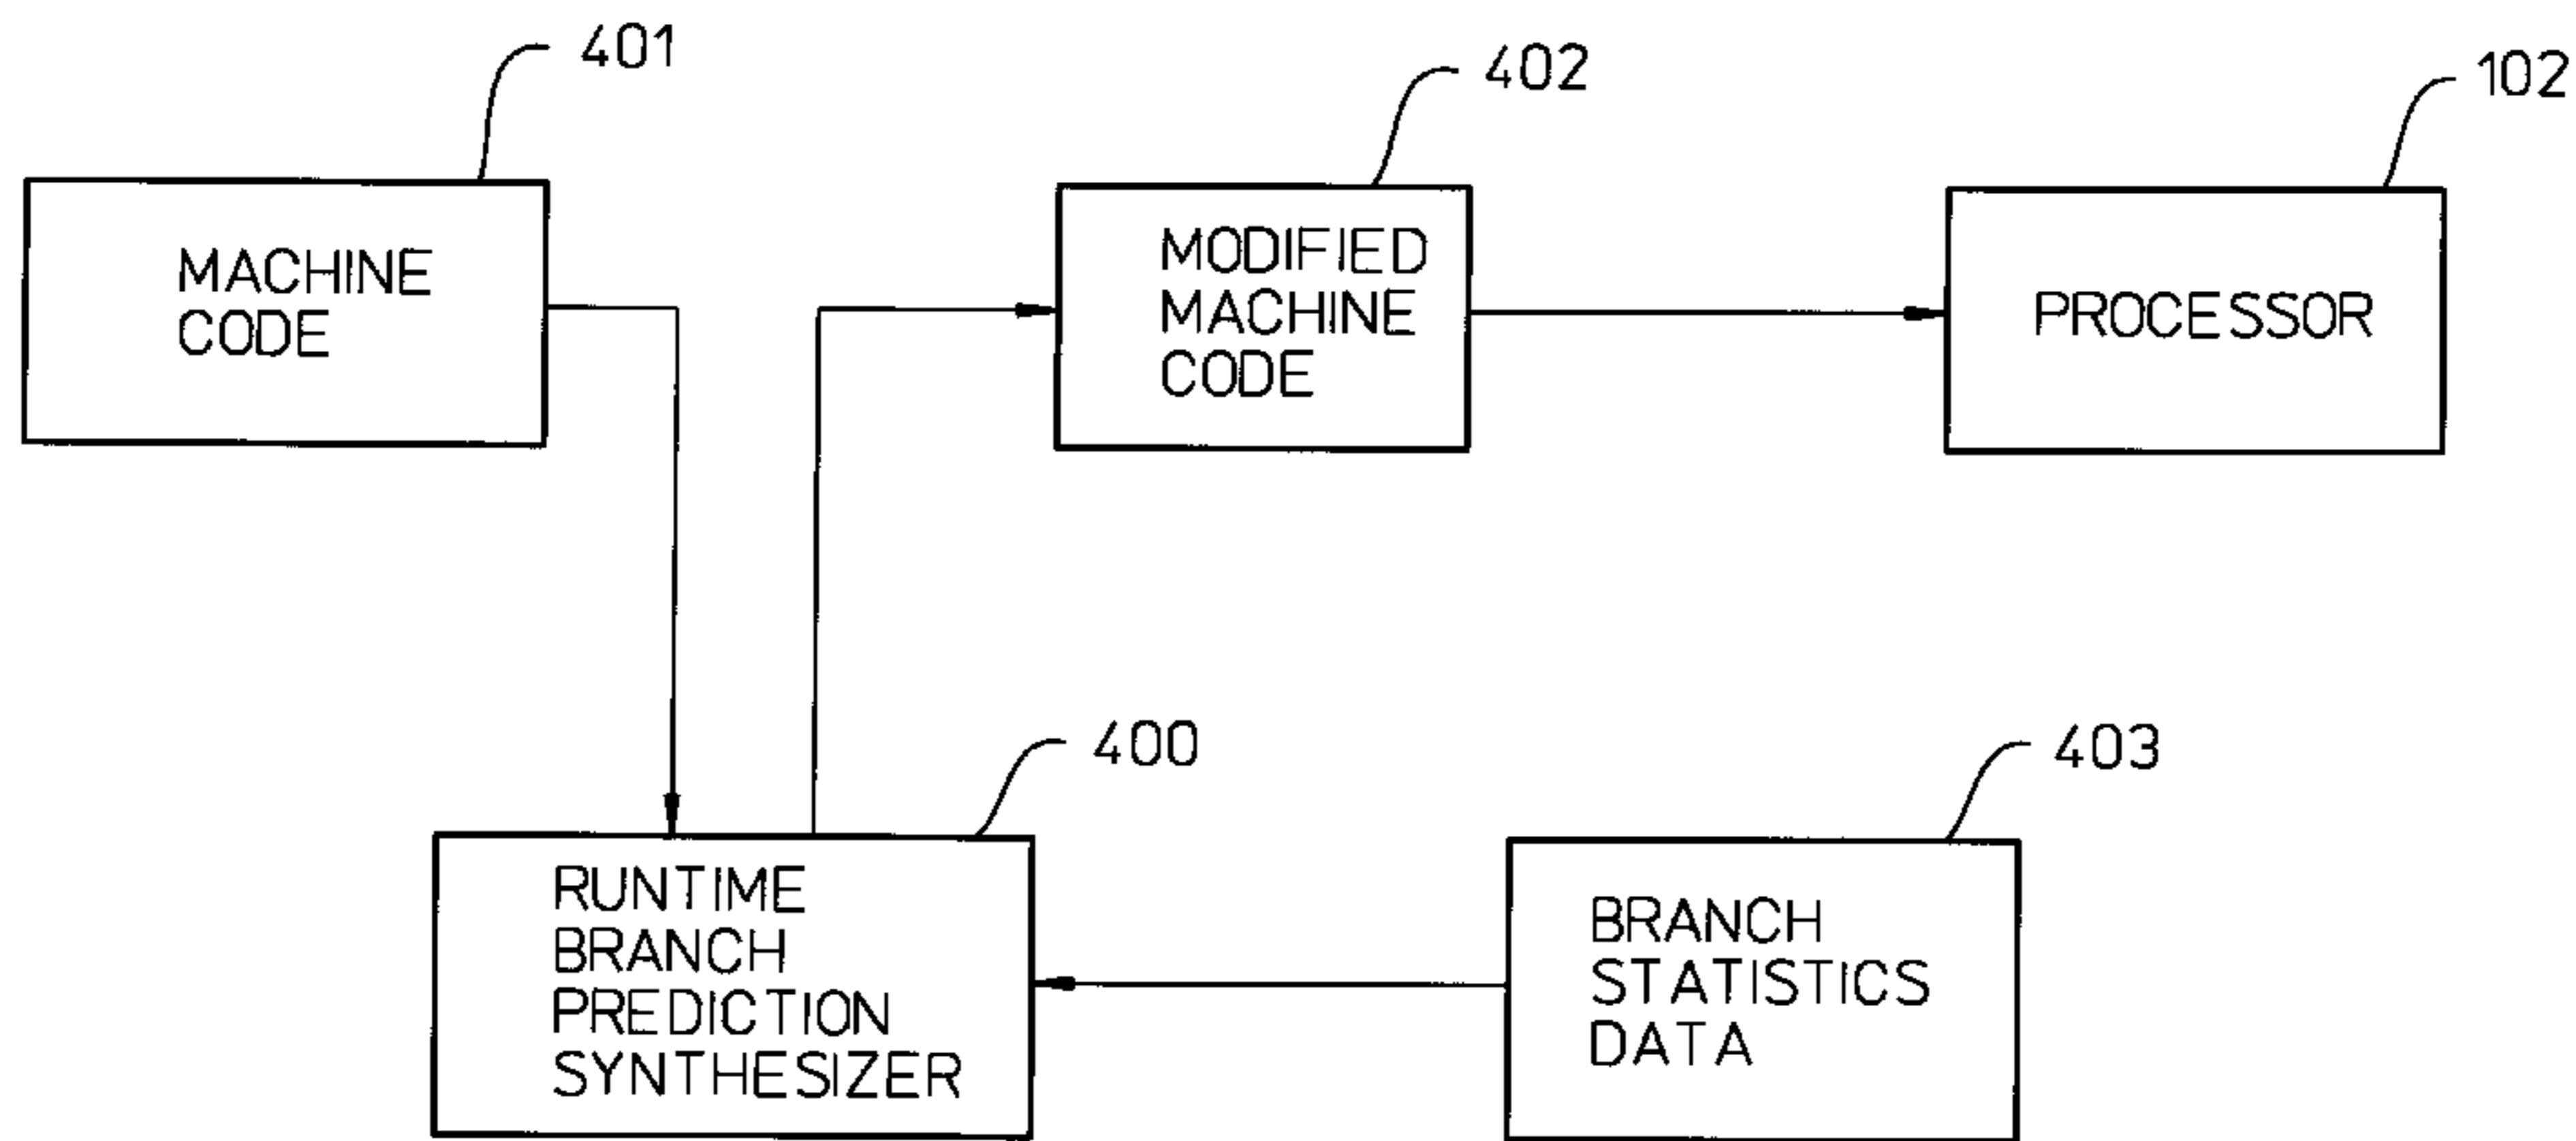 401
402
102
MACHINE
CODE
MODIFIED
MACHINE
CODE
PROCESSOR
400
403
RUNTIME
BRANCH
PREDICTION
SYNTHESIZER
BRANCH
STATISTICS
DATA